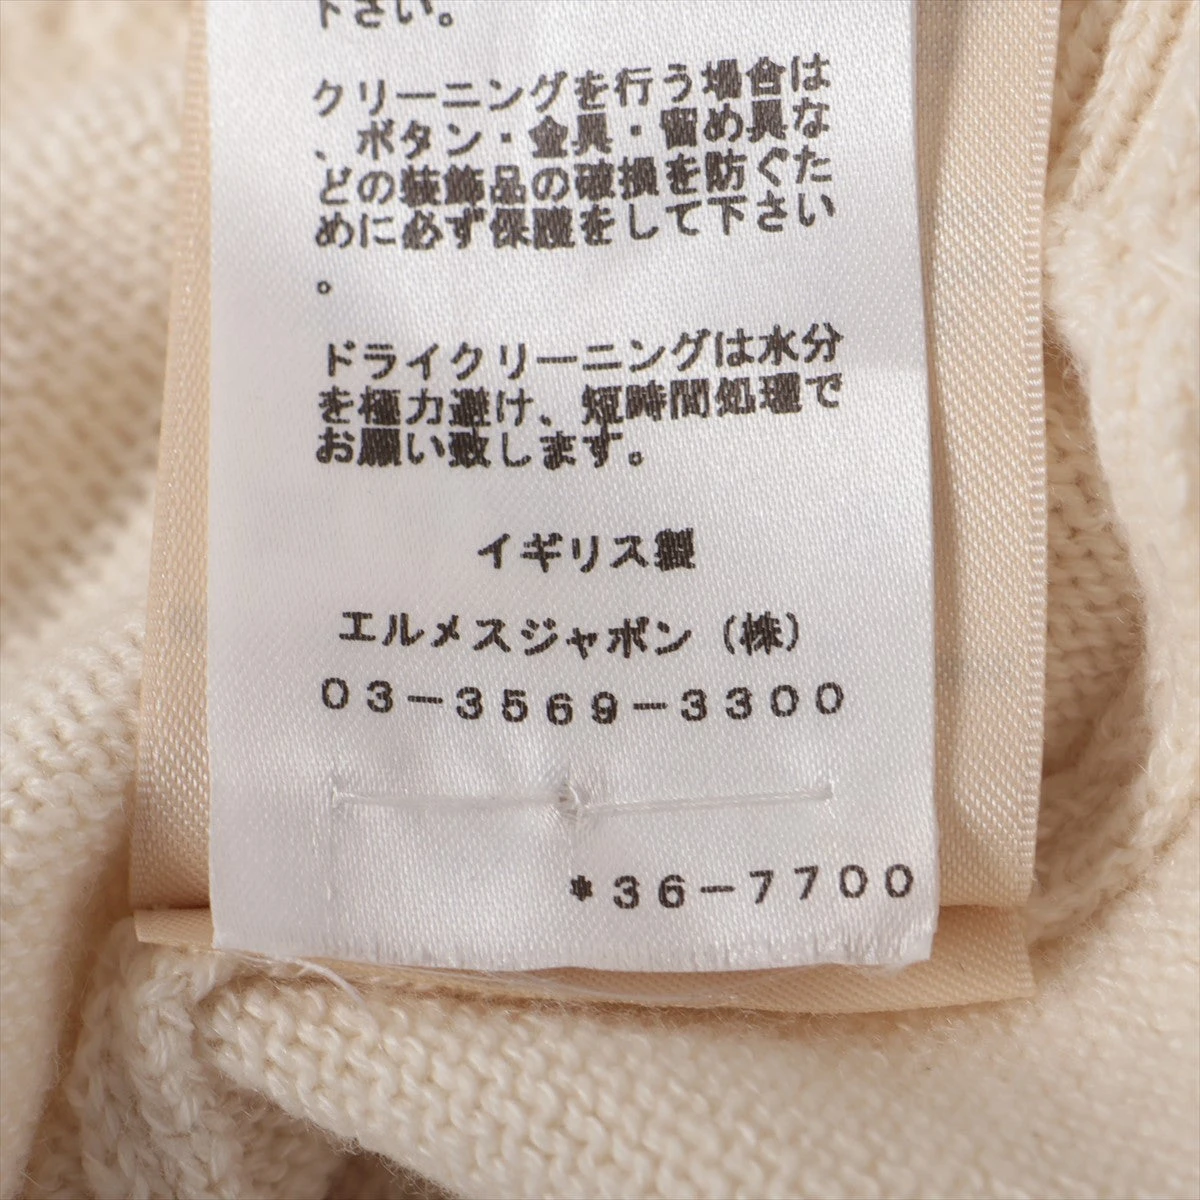 下さい。
クリーニングを行う場合は
、ボタン・金具・留め具な
どの装飾品の破損を防ぐた
めに必ず保護をして下さい
。
ドライクリーニングは水分
を極力避け、短時間処理で
お願い致します。
イギリス製
エルメスジャポン（株）
03-3569-3300
*36-7700